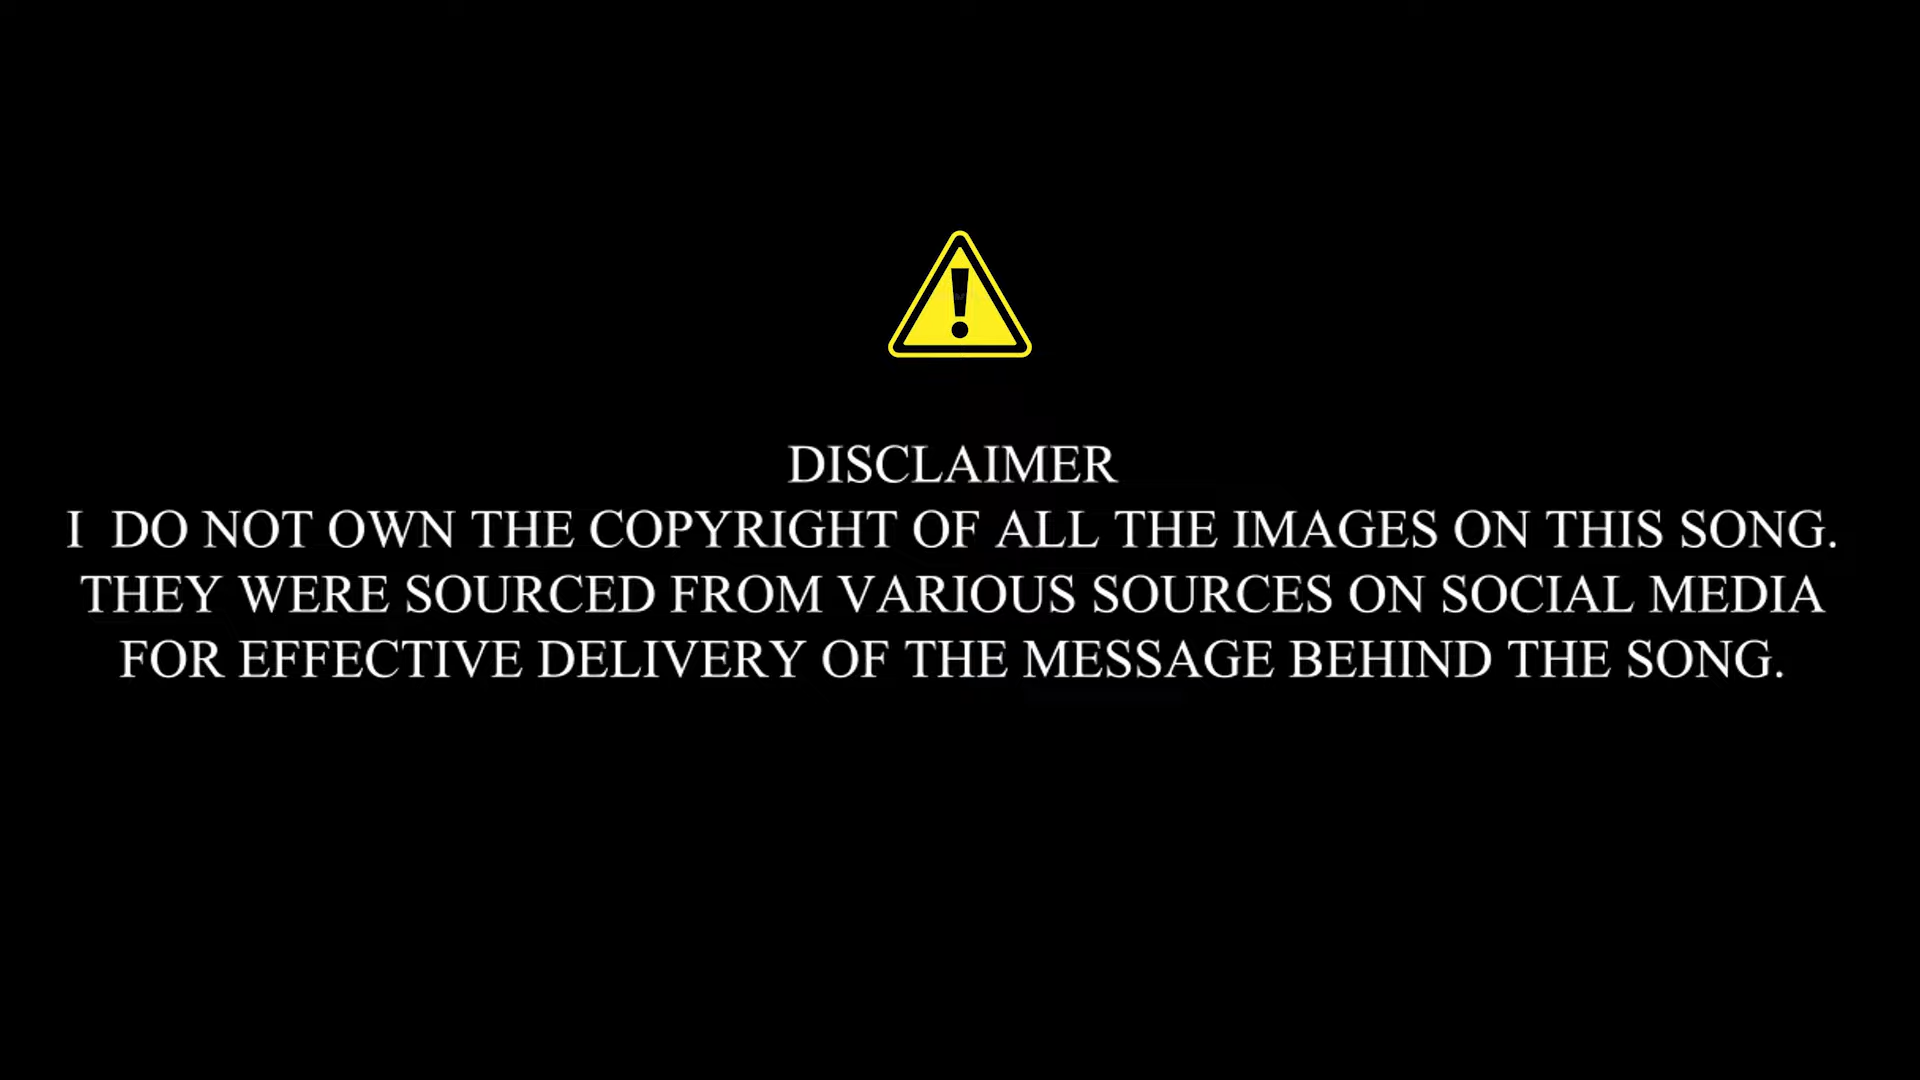 DISCLAIMER
I DO NOT OWN THE COPYRIGHT OF ALL THE IMAGES ON THIS SONG.
THEY WERE SOURCED FROM VARIOUS SOURCES ON SOCIAL MEDIA
FOR EFFECTIVE DELIVERY OF THE MESSAGE BEHIND THE SONG.